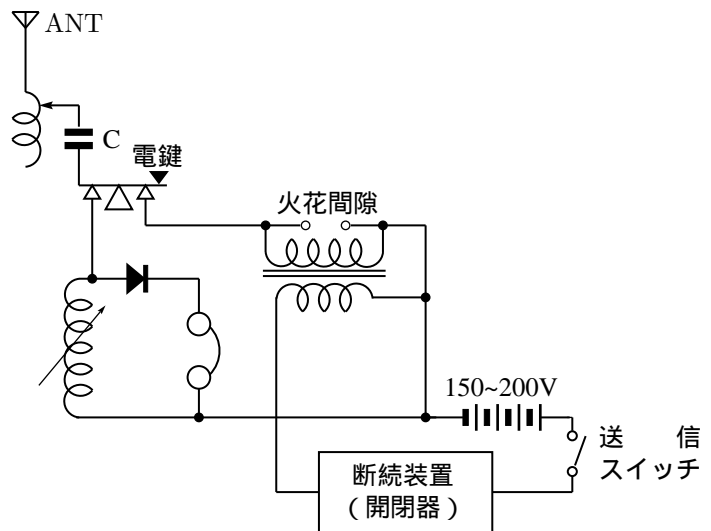 ANT
C
電鍵
火花間隙
150~200V
送　信
スイッチ
断続装置
（開閉器）